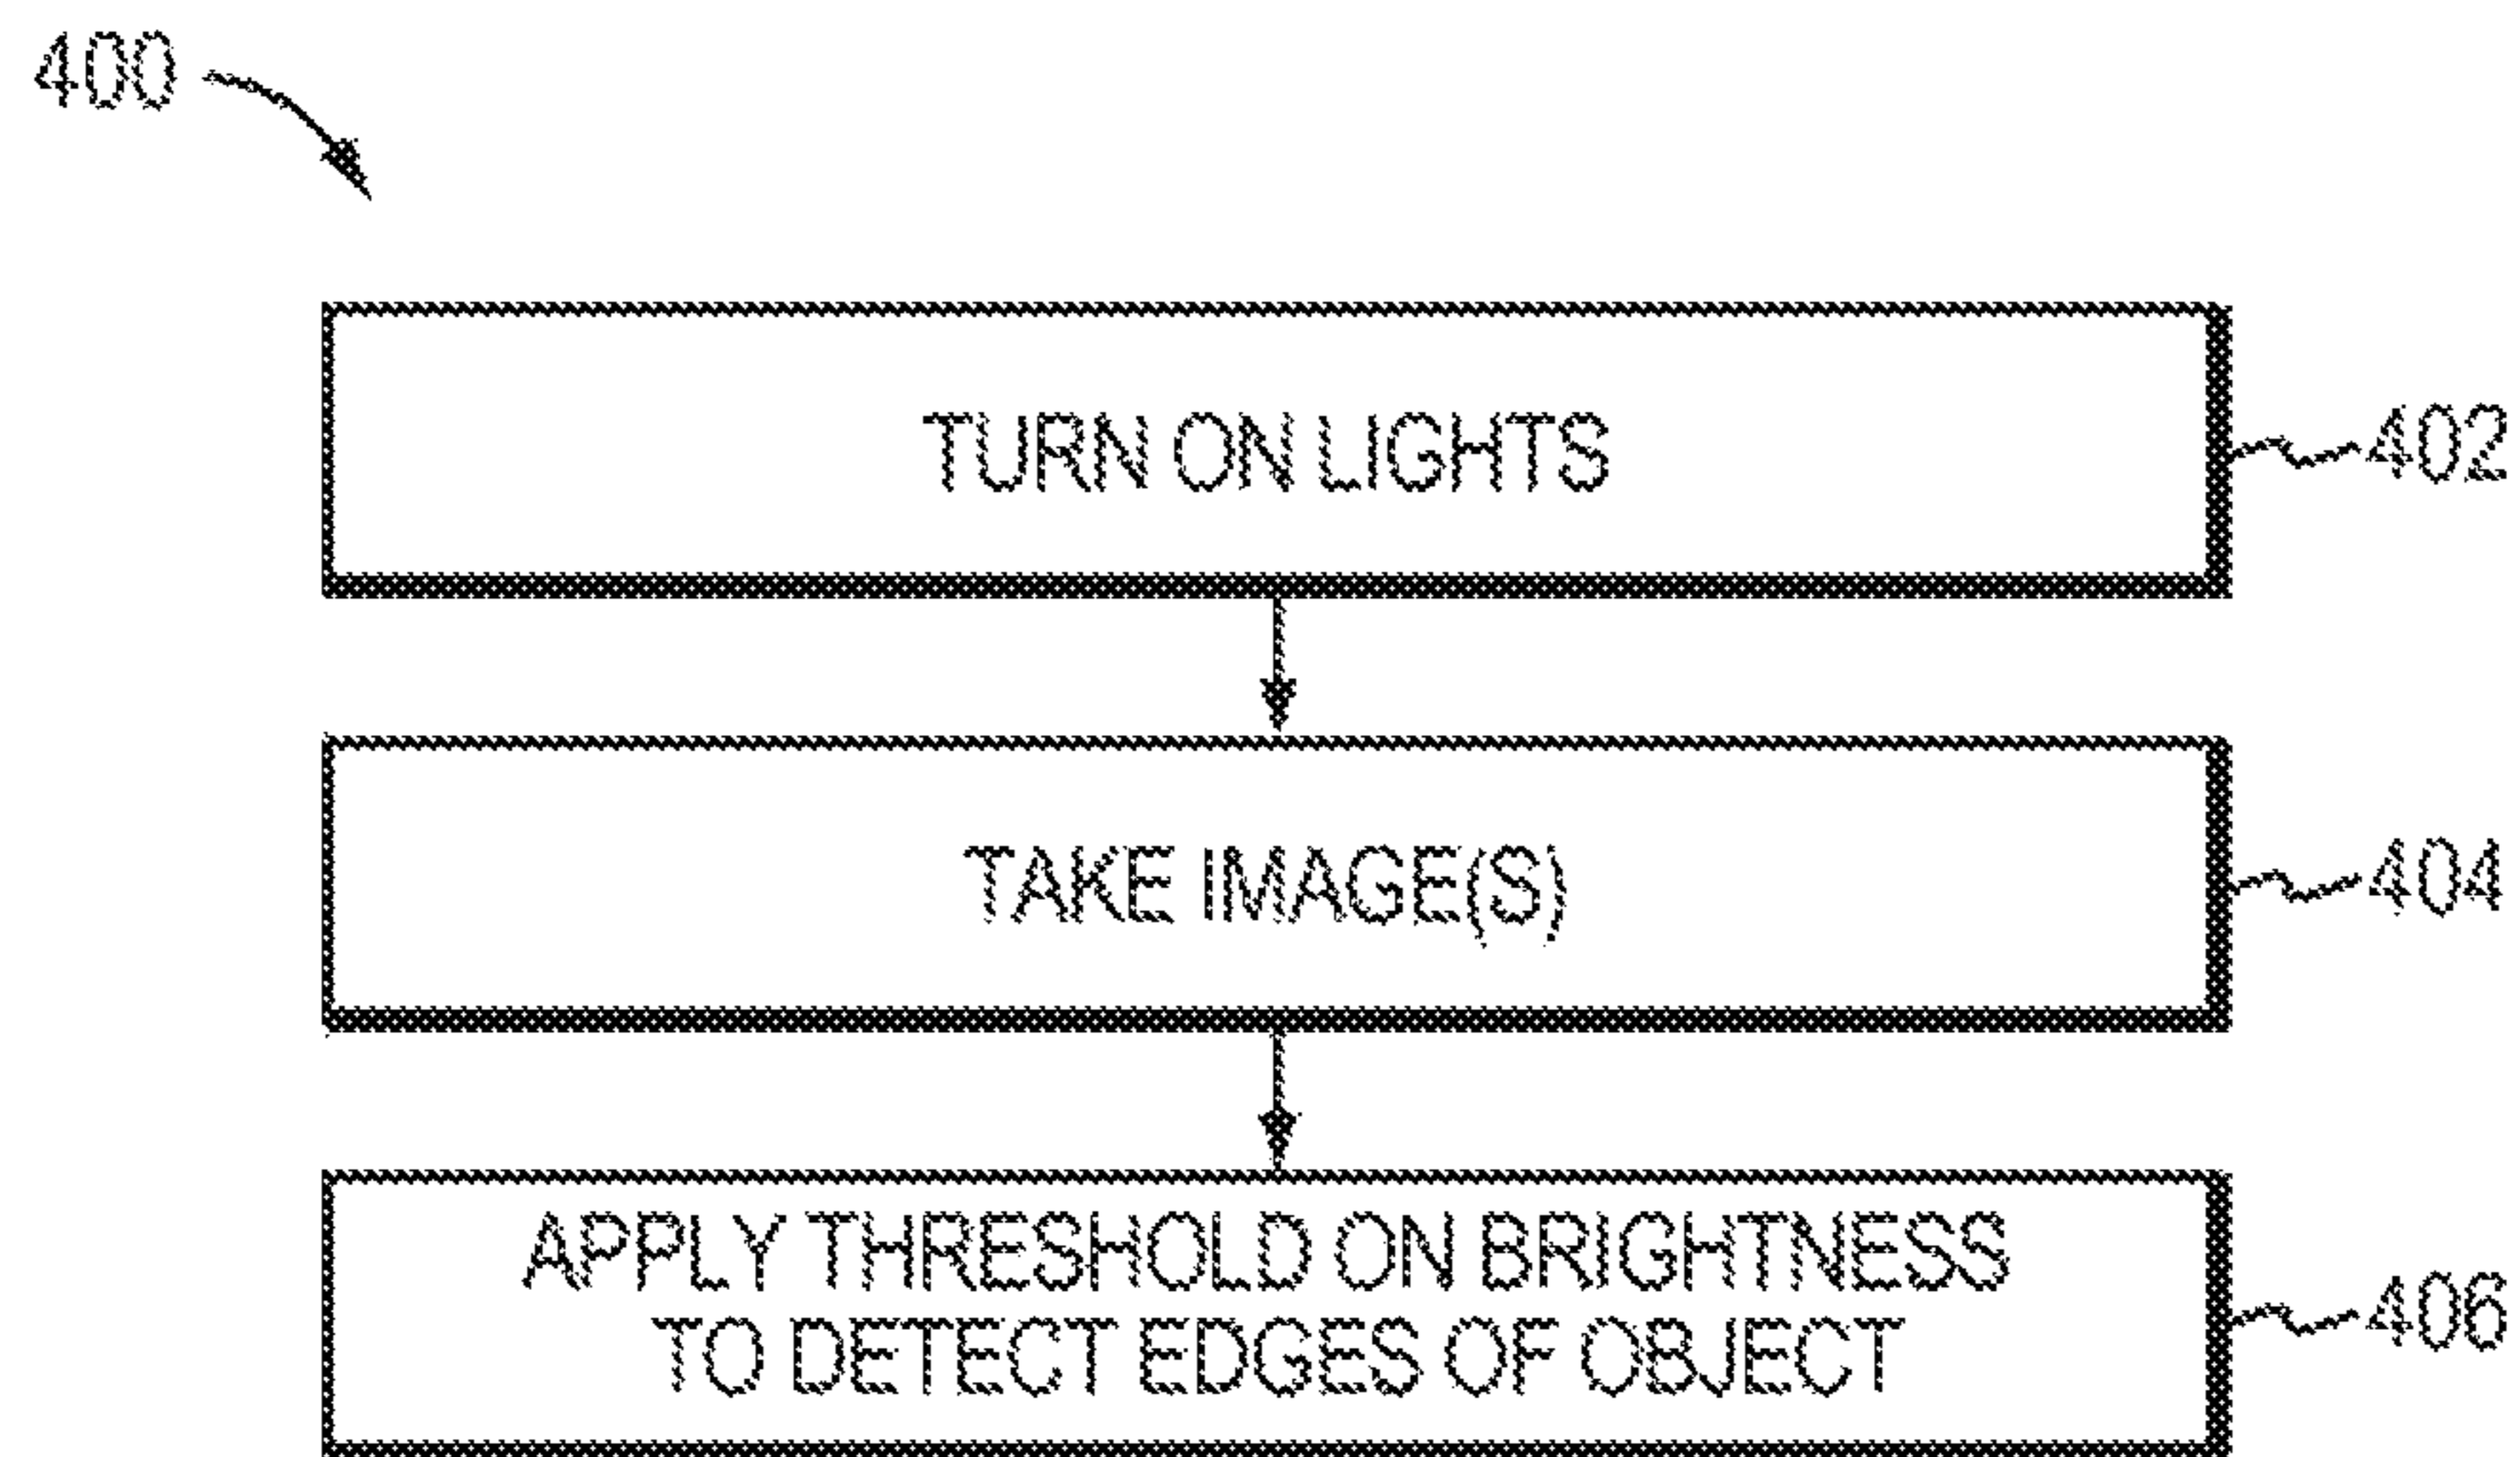 400
TURN ON LIGHTS
402
TAKE IMAGE(S)
404
APPLY THRESHOLD ON BRIGHTNESS
TO DETECT EDGES OF OBJECT
406